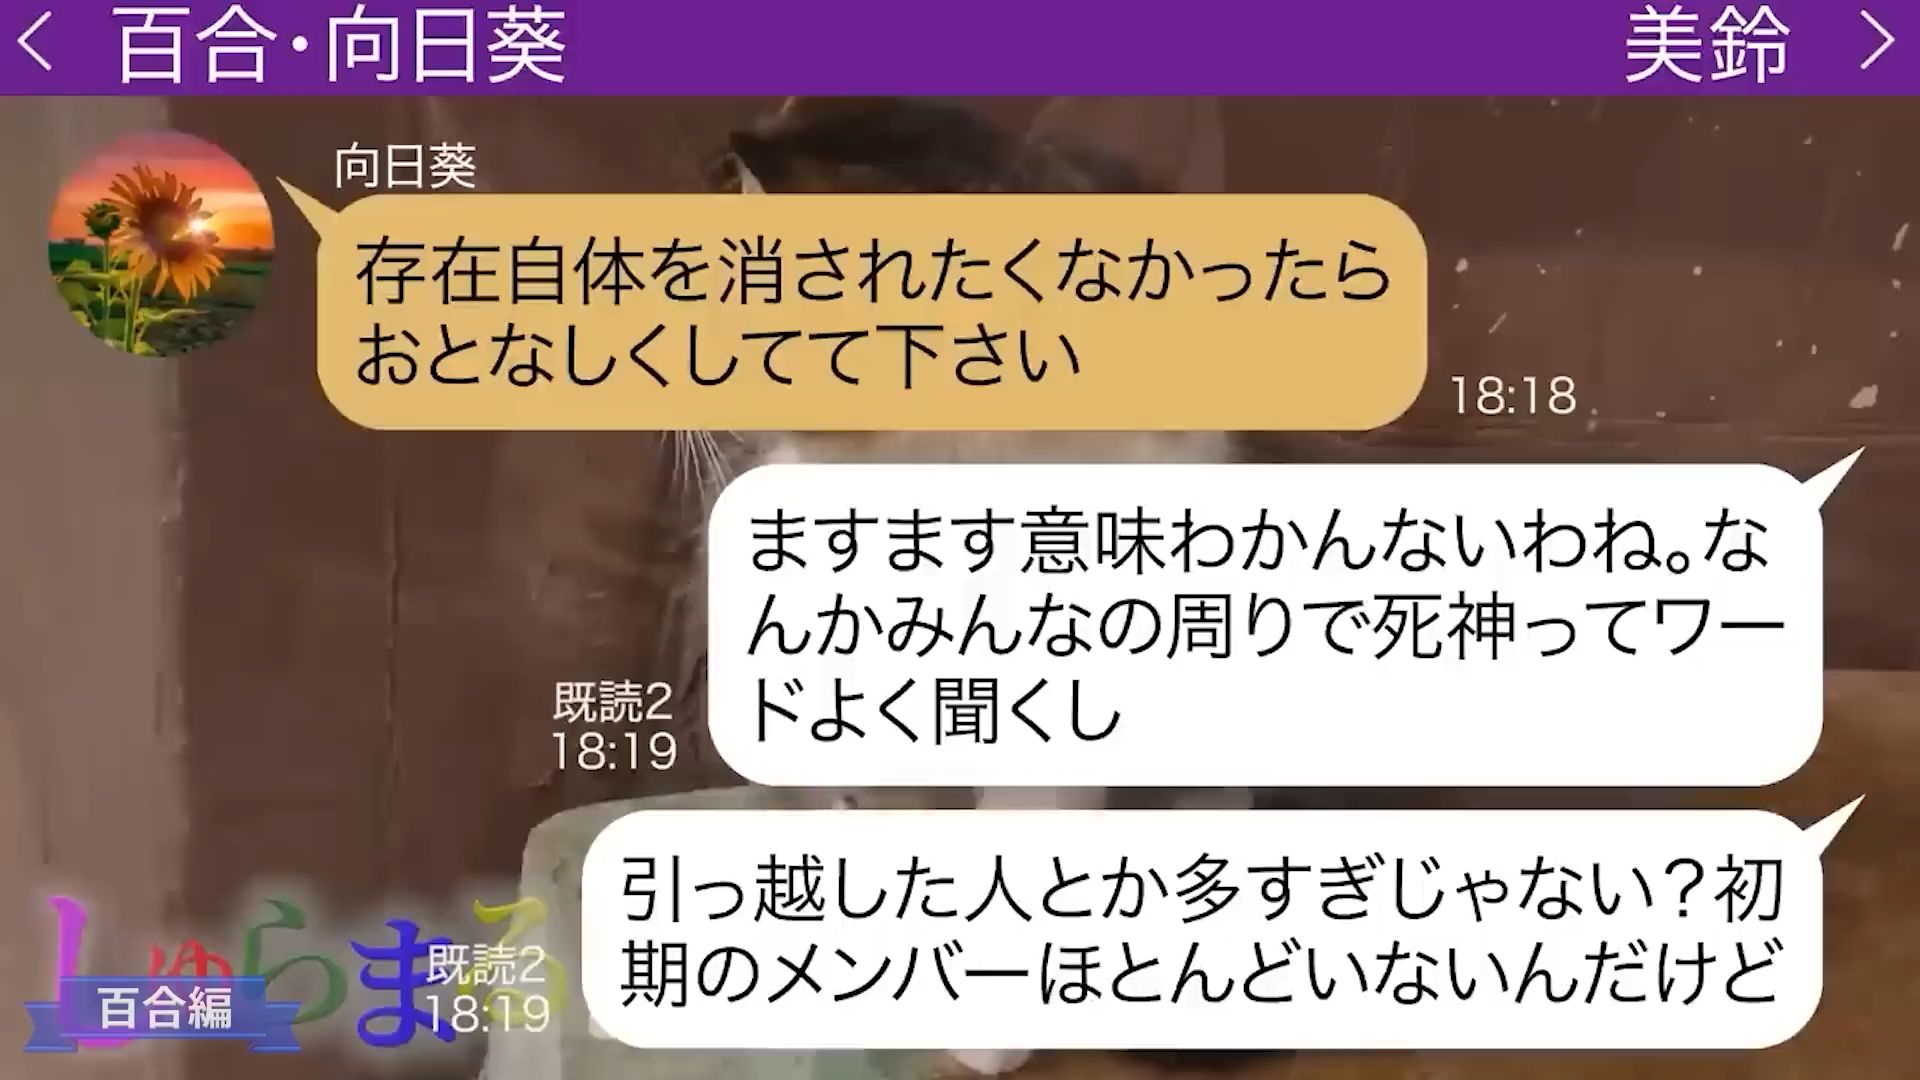 百合・向日葵
美鈴
向日葵
存在自体を消されたくなかったら
おとなしくしてて下さい
18:18
ますます意味わかんないわね。な
んかみんなの周りで死神ってワー
ドよく聞くし
既読2
18:19
引っ越した人とか多すぎじゃない?初
期のメンバーほとんどいないんだけど
既読2
18:19
しゅらまる
百合編